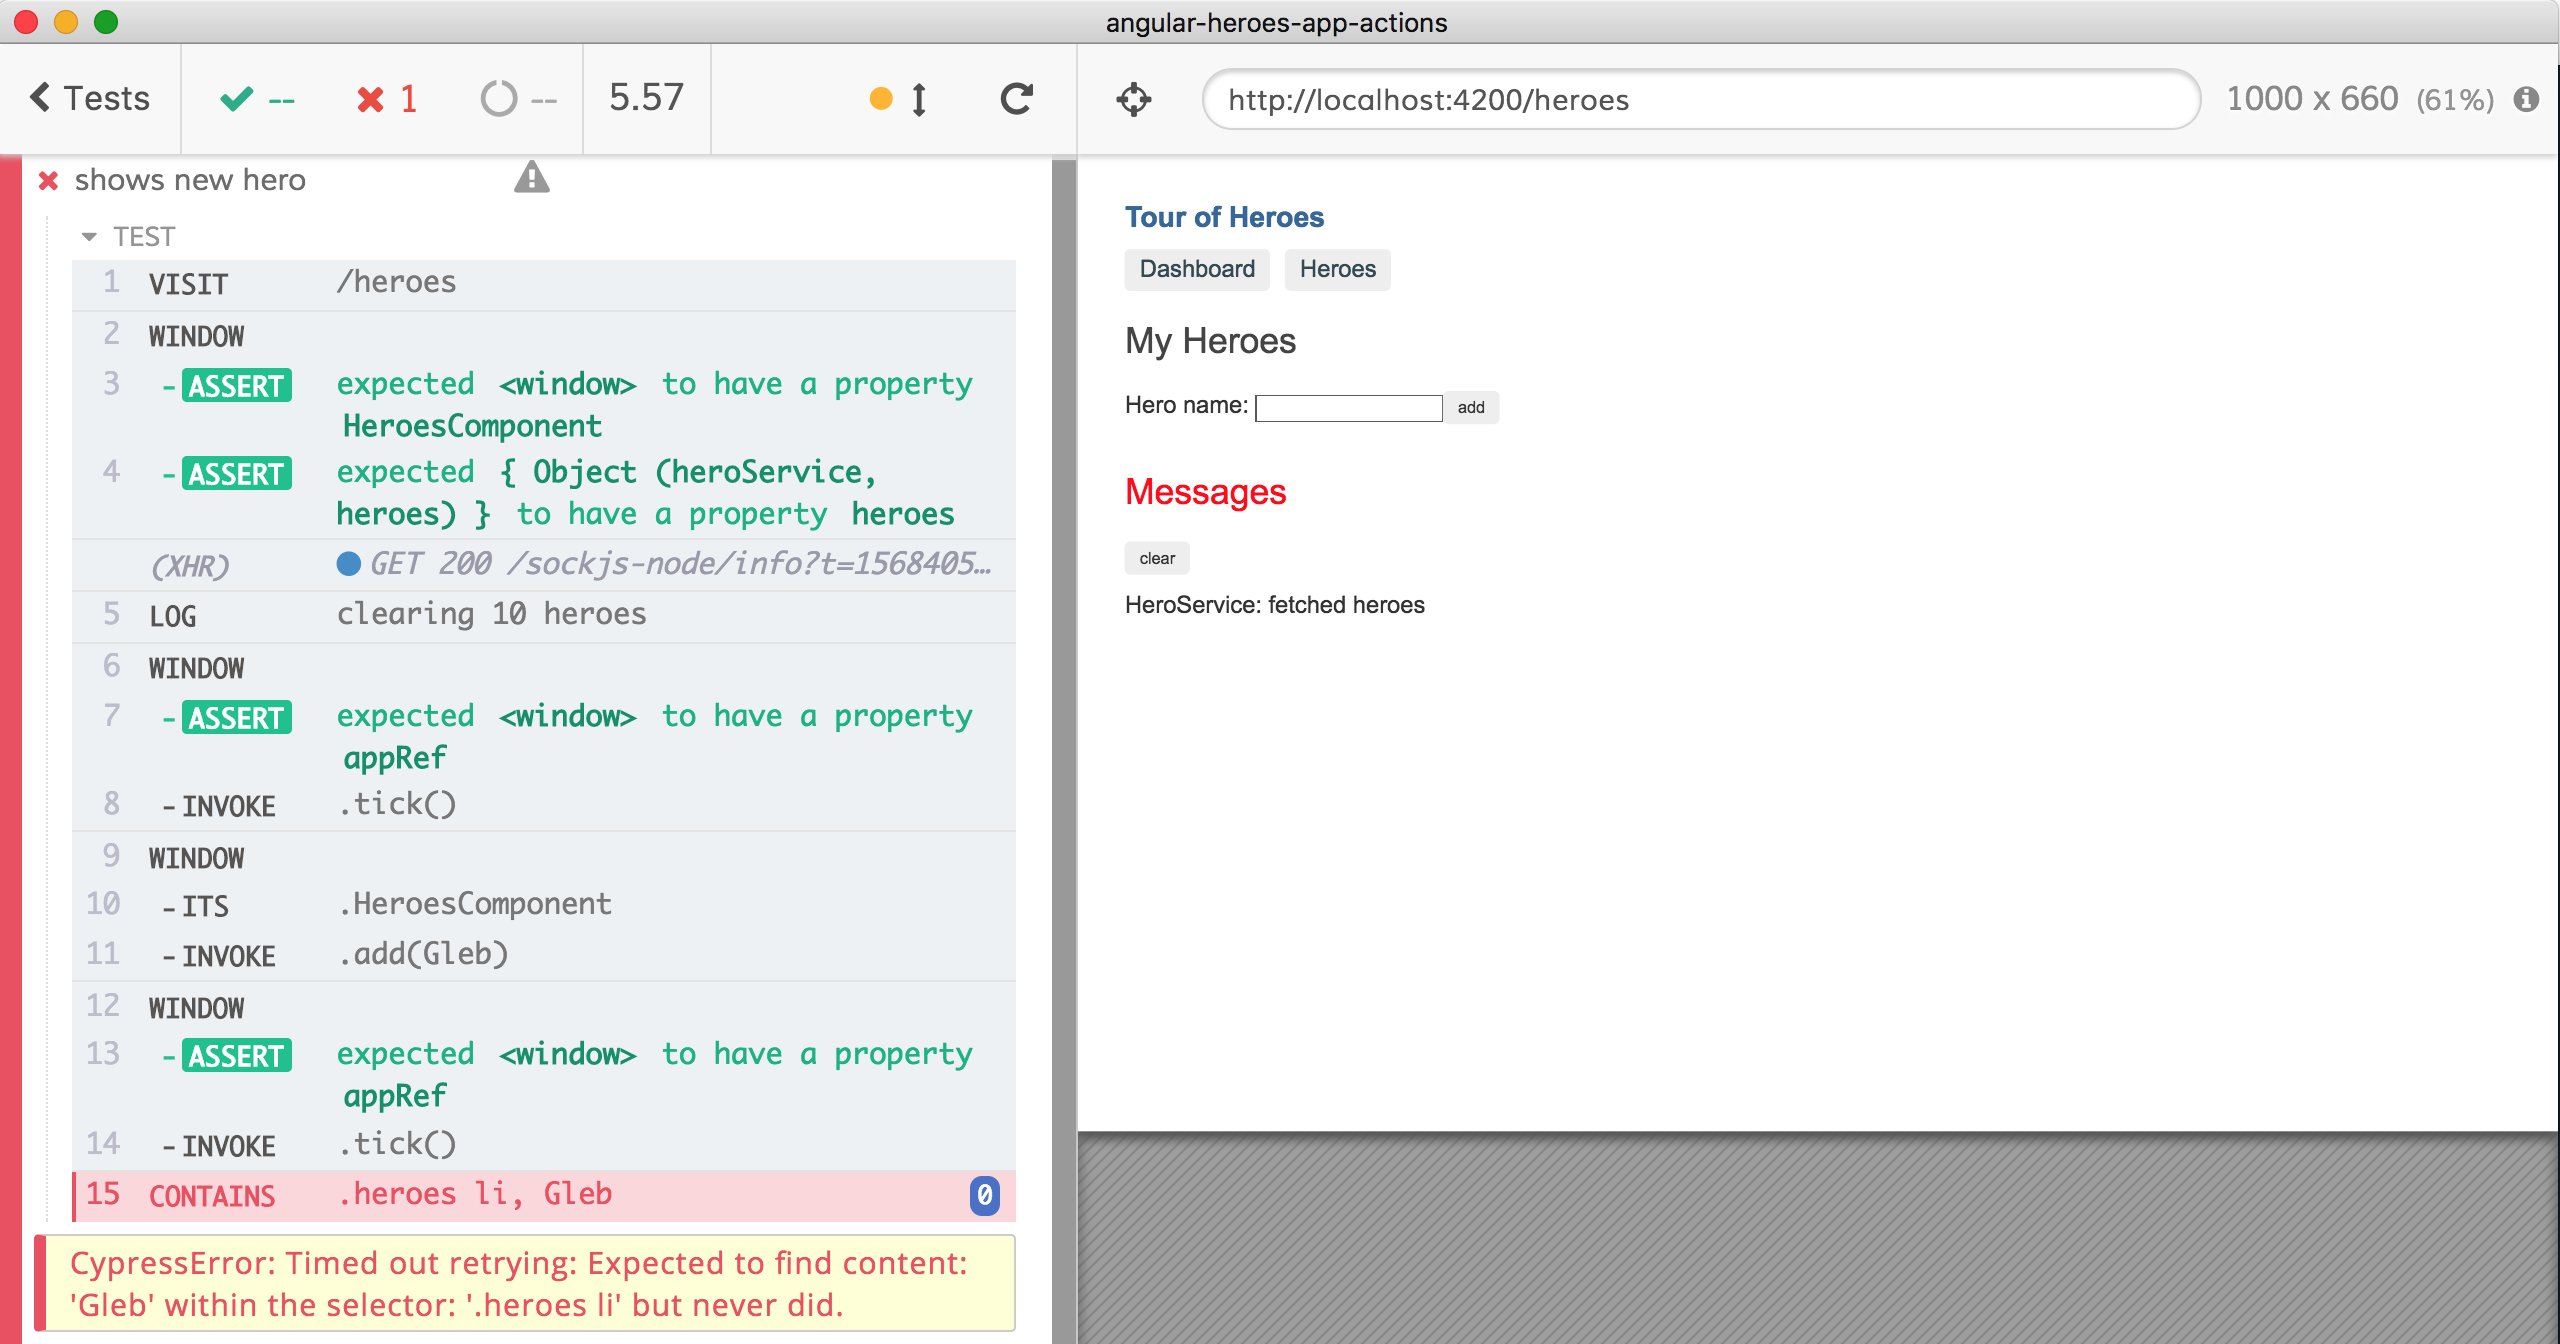 angular-heroes-app-actions
Tests
--
1
--
5.57
http://localhost:4200/heroes
1000 x 660 (61%)
shows new hero
TEST
1 VISIT /heroes
2 WINDOW
3 -ASSERT expected <window> to have a property
HeroesComponent
4 -ASSERT expected { Object (heroService,
heroes) } to have a property heroes
(XHR) GET 200 /sockjs-node/info?t=1568405…
5 LOG clearing 10 heroes
6 WINDOW
7 -ASSERT expected <window> to have a property
appRef
8 -INVOKE .tick()
9 WINDOW
10 -ITS .HeroesComponent
11 -INVOKE .add(Gleb)
12 WINDOW
13 -ASSERT expected <window> to have a property
appRef
14 -INVOKE .tick()
15 CONTAINS .heroes li, Gleb 0
CypressError: Timed out retrying: Expected to find content:
'Gleb' within the selector: '.heroes li' but never did.
Tour of Heroes
Dashboard Heroes
My Heroes
Hero name: add
Messages
clear
HeroService: fetched heroes